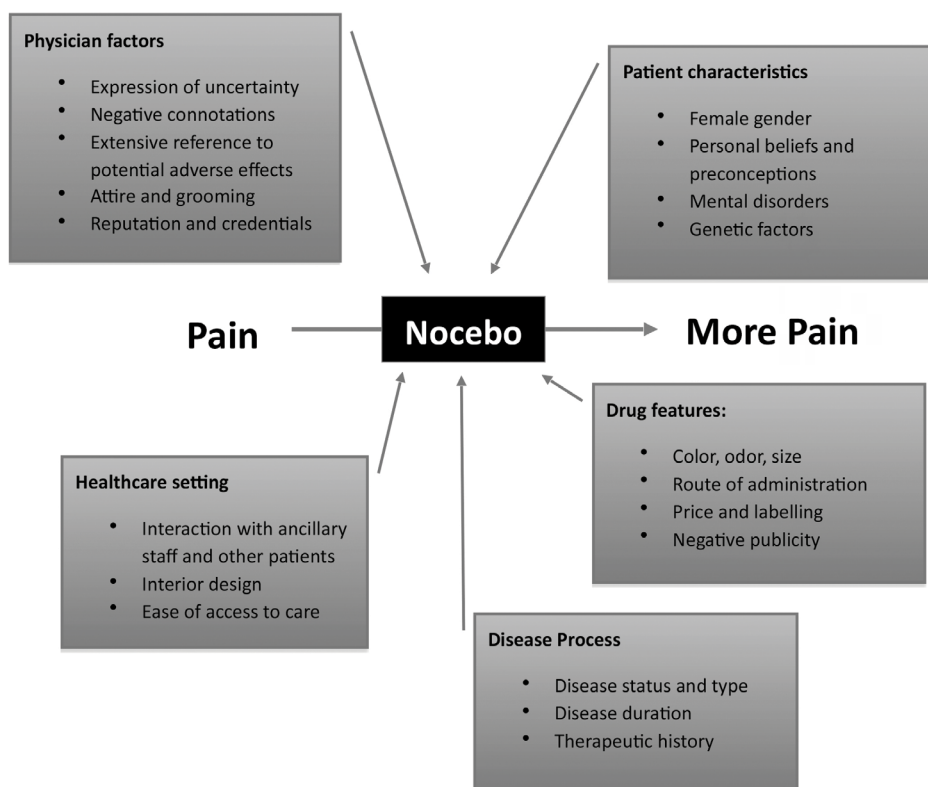 Physician factors
• Expression of uncertainty
• Negative connotations
• Extensive reference to
potential adverse effects
• Attire and grooming
• Reputation and credentials
Patient characteristics
• Female gender
• Personal beliefs and
preconceptions
• Mental disorders
• Genetic factors
Pain
Nocebo
More Pain
Drug features:
• Color, odor, size
• Route of administration
• Price and labelling
• Negative publicity
Healthcare setting
• Interaction with ancillary
staff and other patients
• Interior design
• Ease of access to care
Disease Process
• Disease status and type
• Disease duration
• Therapeutic history